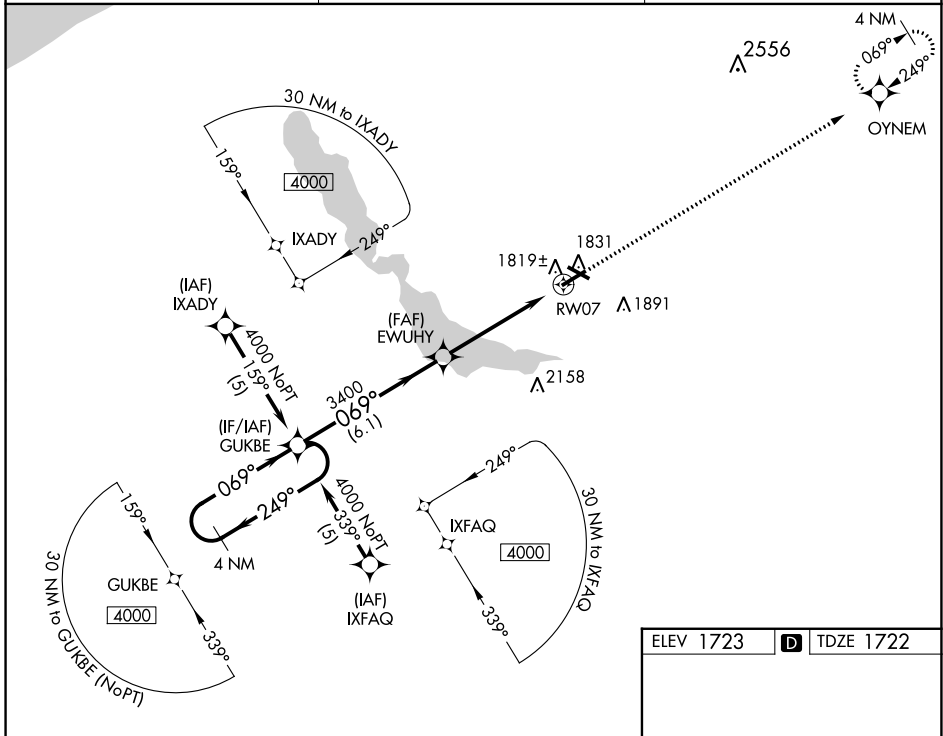 4 NM
069°
249°
OYNEM
2556
30 NM to IXADY
159°
4000
249°
IXADY
1819±
1831
RW07
1891
(IAF)
IXADY
4000 NoPT
159°
(5)
(FAF)
EWUHY
2158
3400
069°
(6.1)
(IF/IAF)
GUKBE
069°
249°
4 NM
4000 NoPT
339°
(5)
(IAF)
IXFAQ
249°
IXFAQ
4000
339°
30 NM to IXFAQ
159°
GUKBE
4000
339°
30 NM to GUKBE (NoPT)
ELEV 1723 D TDZE 1722